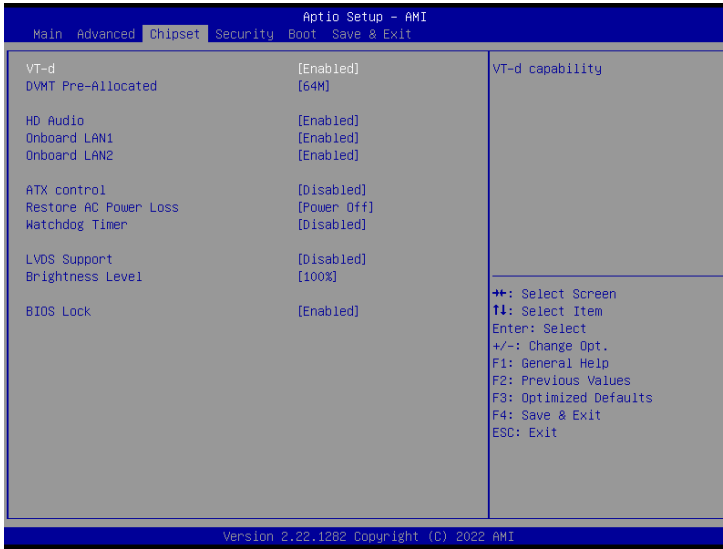 Aptio Setup – AMI
Main Advanced Chipset Security Boot Save & Exit
VT-d [Enabled]
DVMT Pre-Allocated [64M]
HD Audio [Enabled]
Onboard LAN1 [Enabled]
Onboard LAN2 [Enabled]
ATX control [Disabled]
Restore AC Power Loss [Power Off]
Watchdog Timer [Disabled]
LVDS Support [Disabled]
Brightness Level [100%]
BIOS Lock [Enabled]
VT-d capability
→←: Select Screen
↑↓: Select Item
Enter: Select
+/-: Change Opt.
F1: General Help
F2: Previous Values
F3: Optimized Defaults
F4: Save & Exit
ESC: Exit
Version 2.22.1282 Copyright (C) 2022 AMI